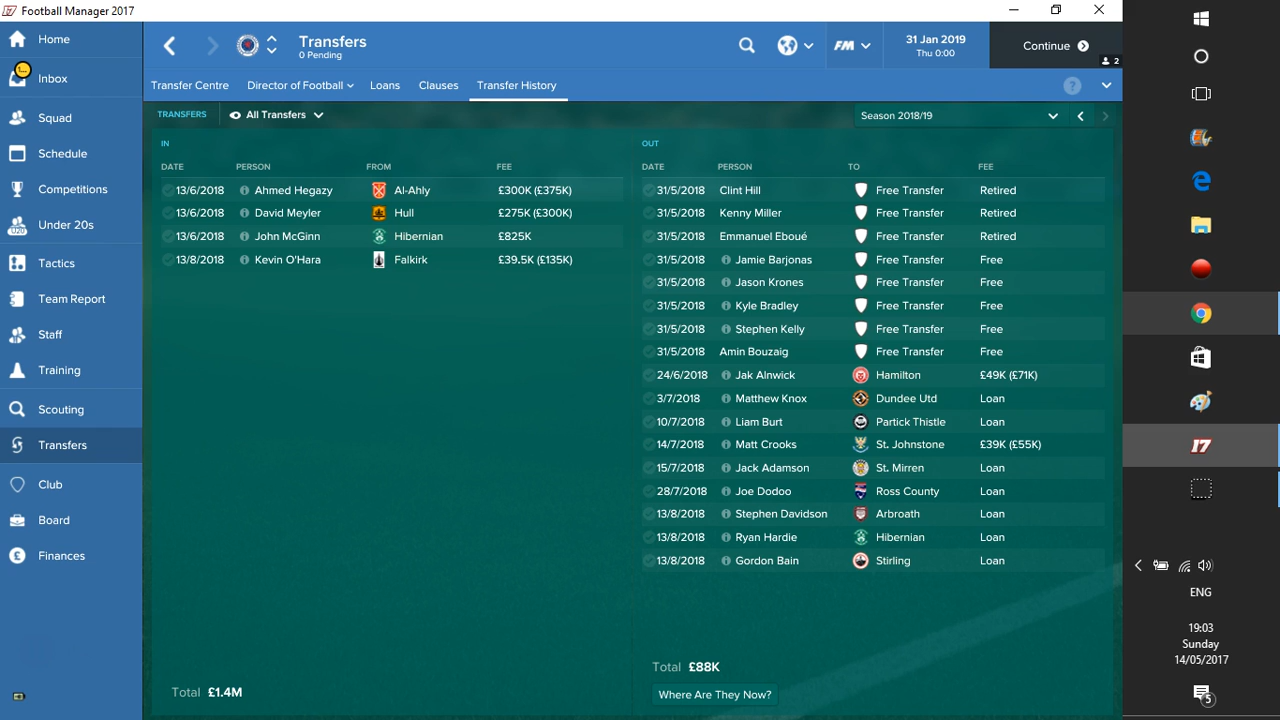 Football Manager 2017
Home
Inbox
Squad
Schedule
Competitions
Under 20s
Tactics
Team Report
Staff
Training
Scouting
Transfers
Club
Board
Finances
Transfers
0 Pending
FM
31 Jan 2019
Thu 0:00
Continue
2
Transfer Centre Director of Football Loans Clauses Transfer History
?
TRANSFERS All Transfers Season 2018/19
IN
DATE PERSON FROM FEE
13/6/2018 Ahmed Hegazy Al-Ahly £300K (£375K)
13/6/2018 David Meyler Hull £275K (£300K)
13/6/2018 John McGinn Hibernian £825K
13/8/2018 Kevin O'Hara Falkirk £39.5K (£135K)
Total £1.4M
OUT
DATE PERSON TO FEE
31/5/2018 Clint Hill Free Transfer Retired
31/5/2018 Kenny Miller Free Transfer Retired
31/5/2018 Emmanuel Eboué Free Transfer Retired
31/5/2018 Jamie Barjonas Free Transfer Free
31/5/2018 Jason Krones Free Transfer Free
31/5/2018 Kyle Bradley Free Transfer Free
31/5/2018 Stephen Kelly Free Transfer Free
31/5/2018 Amin Bouzaig Free Transfer Free
24/6/2018 Jak Alnwick Hamilton £49K (£71K)
3/7/2018 Matthew Knox Dundee Utd Loan
10/7/2018 Liam Burt Partick Thistle Loan
14/7/2018 Matt Crooks St. Johnstone £39K (£55K)
15/7/2018 Jack Adamson St. Mirren Loan
28/7/2018 Joe Dodoo Ross County Loan
13/8/2018 Stephen Davidson Arbroath Loan
13/8/2018 Ryan Hardie Hibernian Loan
13/8/2018 Gordon Bain Stirling Loan
Total £88K
Where Are They Now?
17
ENG
19:03
Sunday
14/05/2017
5